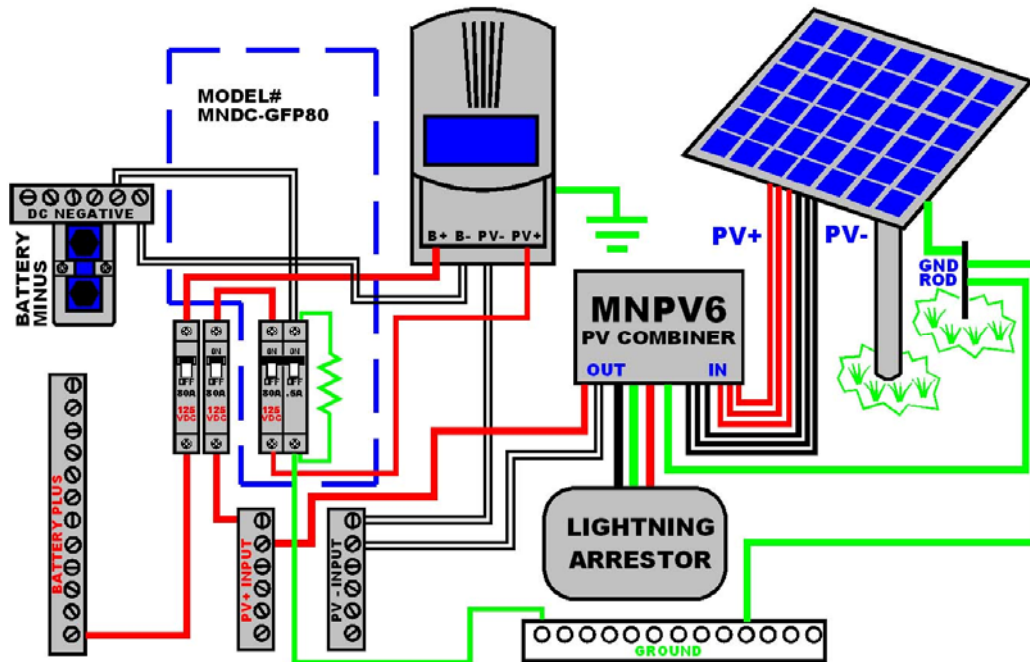 MODEL#
MNDC-GFP80
DC NEGATIVE
BATTERY
MINUS
B+ B- PV- PV+
PV+
PV-
GND
ROD
MNPV6
PV COMBINER
OUT
IN
ON
ON
ON
OFF
OFF
OFF
OFF
80A
80A
80A
.5A
125
VDC
125
VDC
125
VDC
BATTERY PLUS
PV+ INPUT
PV - INPUT
LIGHTNING
ARRESTOR
GROUND